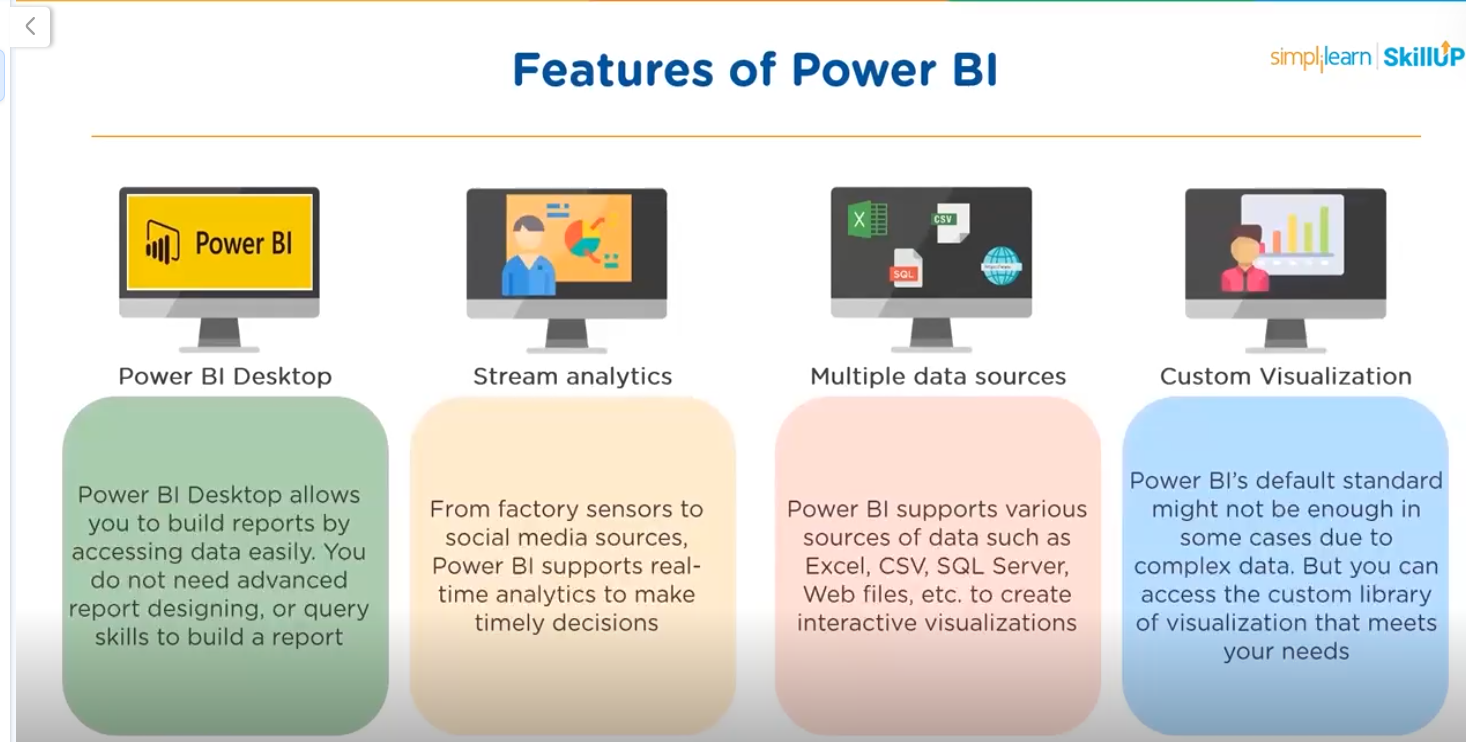 Features of Power BI
simplilearn | SkillUP
Power BI
X
CSV
SQL
Power BI Desktop
Stream analytics
Multiple data sources
Custom Visualization
Power BI Desktop allows
you to build reports by
accessing data easily. You
do not need advanced
report designing, or query
skills to build a report
From factory sensors to
social media sources,
Power BI supports real-
time analytics to make
timely decisions
Power BI supports various
sources of data such as
Excel, CSV, SQL Server,
Web files, etc. to create
interactive visualizations
Power BI's default standard
might not be enough in
some cases due to
complex data. But you can
access the custom library
of visualization that meets
your needs